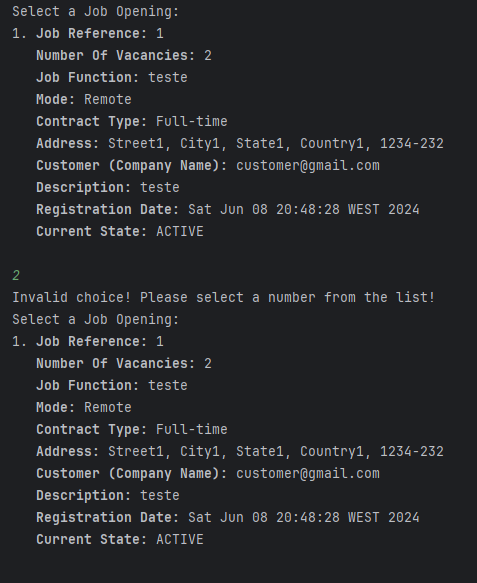 Select a Job Opening:
1. Job Reference: 1
Number Of Vacancies: 2
Job Function: teste
Mode: Remote
Contract Type: Full-time
Address: Street1, City1, State1, Country1, 1234-232
Customer (Company Name): customer@gmail.com
Description: teste
Registration Date: Sat Jun 08 20:48:28 WEST 2024
Current State: ACTIVE
2
Invalid choice! Please select a number from the list!
Select a Job Opening:
1. Job Reference: 1
Number Of Vacancies: 2
Job Function: teste
Mode: Remote
Contract Type: Full-time
Address: Street1, City1, State1, Country1, 1234-232
Customer (Company Name): customer@gmail.com
Description: teste
Registration Date: Sat Jun 08 20:48:28 WEST 2024
Current State: ACTIVE